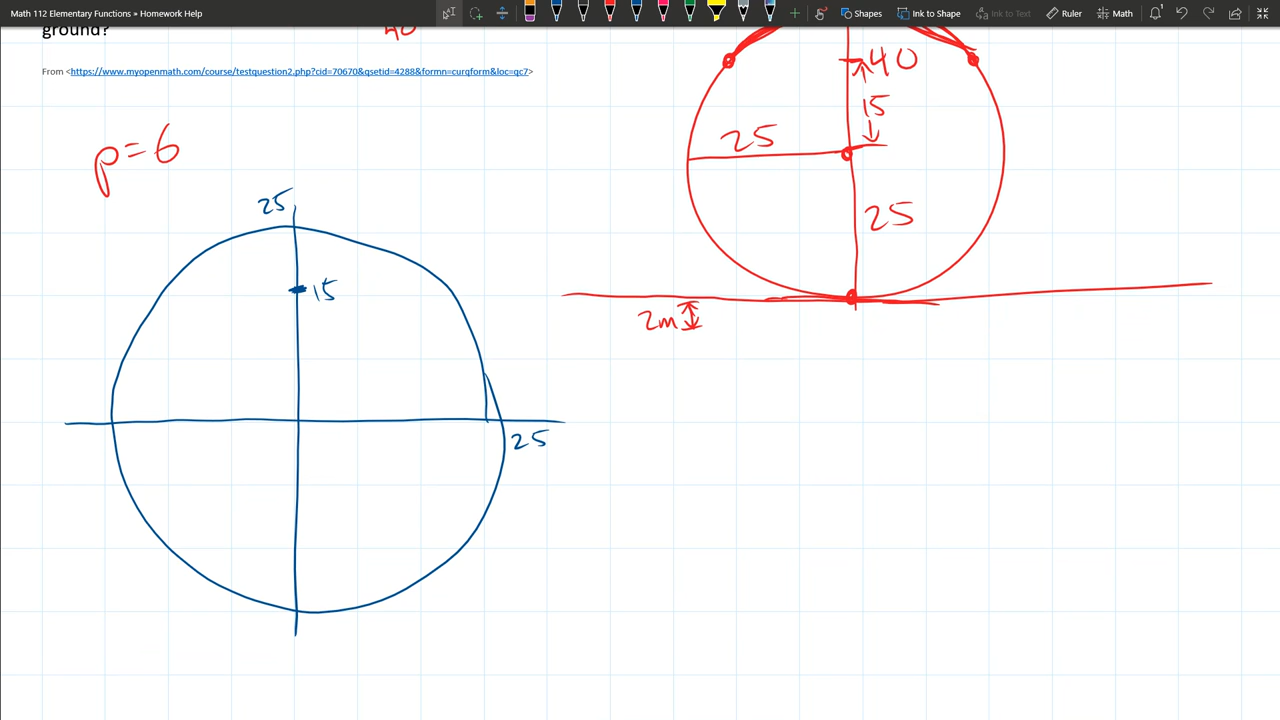 Math 112 Elementary Functions » Homework Help
Shapes
Ink to Shape
Ink to Text
Ruler
Math
ground?
40
From <https://www.myopenmath.com/course/testquestion2.php?cid=70670&qsetid=4288&formn=curqform&loc=qc7>
40
15
25
p=6
25
25
15
2m
25